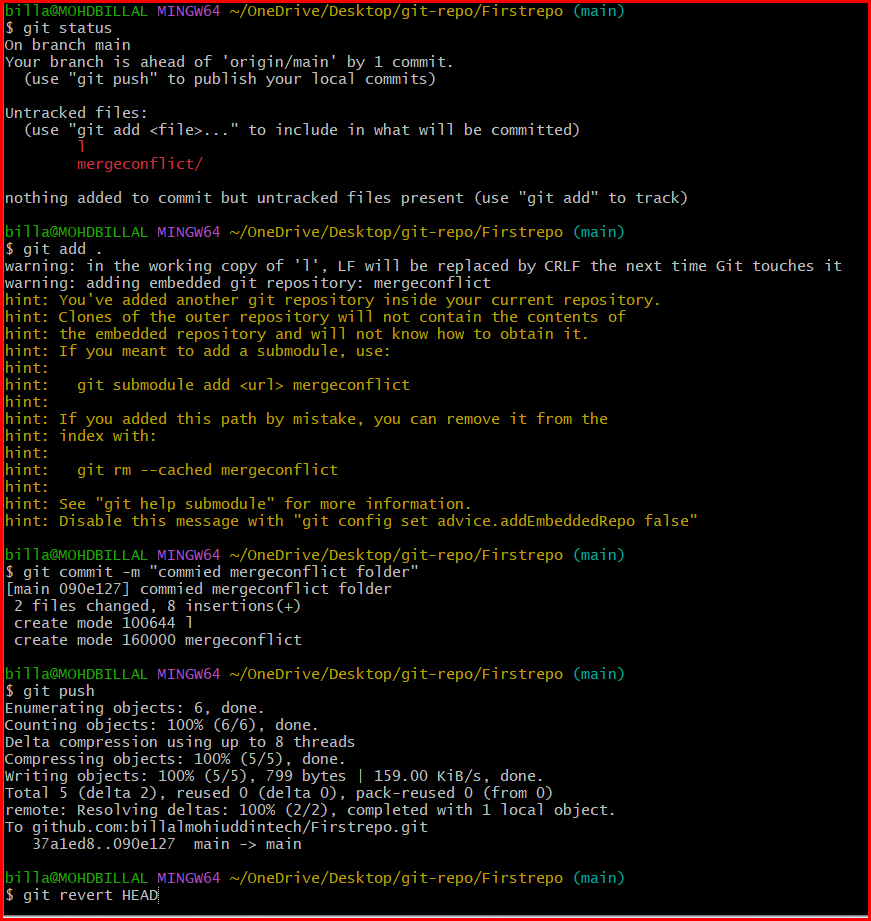 billa@MOHDBILLAL MINGW64 ~/OneDrive/Desktop/git-repo/Firstrepo (main)
$ git status
On branch main
Your branch is ahead of 'origin/main' by 1 commit.
  (use "git push" to publish your local commits)

Untracked files:
  (use "git add <file>..." to include in what will be committed)
        l
        mergeconflict/

nothing added to commit but untracked files present (use "git add" to track)

billa@MOHDBILLAL MINGW64 ~/OneDrive/Desktop/git-repo/Firstrepo (main)
$ git add .
warning: in the working copy of 'l', LF will be replaced by CRLF the next time Git touches it
warning: adding embedded git repository: mergeconflict
hint: You've added another git repository inside your current repository.
hint: Clones of the outer repository will not contain the contents of
hint: the embedded repository and will not know how to obtain it.
hint: If you meant to add a submodule, use:
hint:
hint:   git submodule add <url> mergeconflict
hint:
hint: If you added this path by mistake, you can remove it from the
hint: index with:
hint:
hint:   git rm --cached mergeconflict
hint:
hint: See "git help submodule" for more information.
hint: Disable this message with "git config set advice.addEmbeddedRepo false"

billa@MOHDBILLAL MINGW64 ~/OneDrive/Desktop/git-repo/Firstrepo (main)
$ git commit -m "commied mergeconflict folder"
[main 090e127] commied mergeconflict folder
 2 files changed, 8 insertions(+)
 create mode 100644 l
 create mode 160000 mergeconflict

billa@MOHDBILLAL MINGW64 ~/OneDrive/Desktop/git-repo/Firstrepo (main)
$ git push
Enumerating objects: 6, done.
Counting objects: 100% (6/6), done.
Delta compression using up to 8 threads
Compressing objects: 100% (5/5), done.
Writing objects: 100% (5/5), 799 bytes | 159.00 KiB/s, done.
Total 5 (delta 2), reused 0 (delta 0), pack-reused 0 (from 0)
remote: Resolving deltas: 100% (2/2), completed with 1 local object.
To github.com:billalmohiuddintech/Firstrepo.git
   37a1ed8..090e127  main -> main

billa@MOHDBILLAL MINGW64 ~/OneDrive/Desktop/git-repo/Firstrepo (main)
$ git revert HEAD